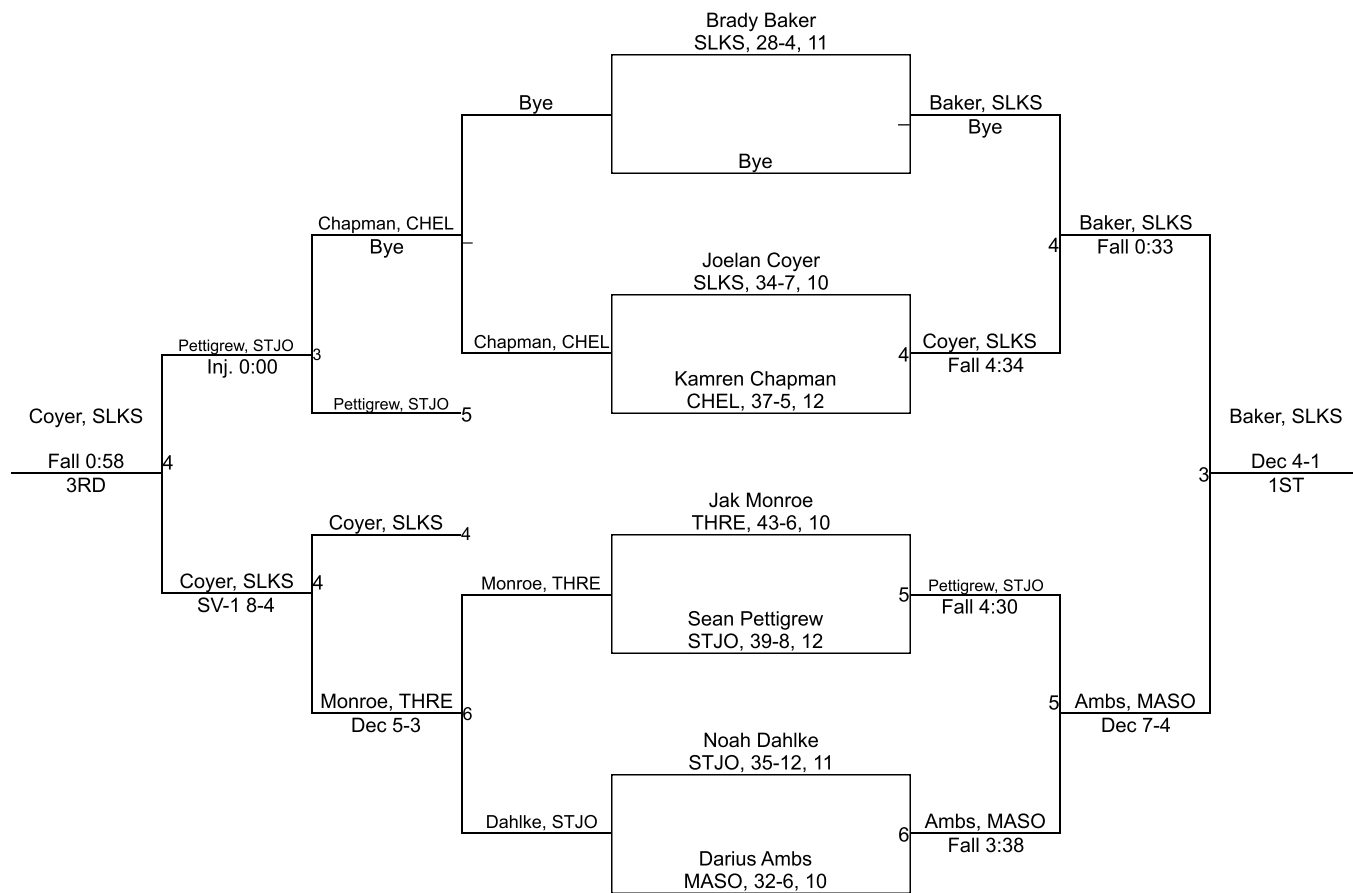 Brady Baker
SLKS, 28-4, 11
Bye
Baker, SLKS
Bye
Bye
Chapman, CHEL
Bye
Baker, SLKS
4
Fall 0:33
Joelan Coyer
SLKS, 34-7, 10
Pettigrew, STJO
3
Inj. 0:00
Chapman, CHEL
4
Coyer, SLKS
Fall 4:34
Kamren Chapman
CHEL, 37-5, 12
Pettigrew, STJO
5
Coyer, SLKS
Baker, SLKS
Fall 0:58
4
3RD
3
Dec 4-1
1ST
Jak Monroe
THRE, 43-6, 10
Coyer, SLKS
4
Coyer, SLKS
4
SV-1 8-4
Monroe, THRE
5
Pettigrew, STJO
Fall 4:30
Sean Pettigrew
STJO, 39-8, 12
Monroe, THRE
6
Dec 5-3
5
Ambs, MASO
Dec 7-4
Noah Dahlke
STJO, 35-12, 11
Dahlke, STJO
6
Ambs, MASO
Fall 3:38
Darius Ambs
MASO, 32-6, 10